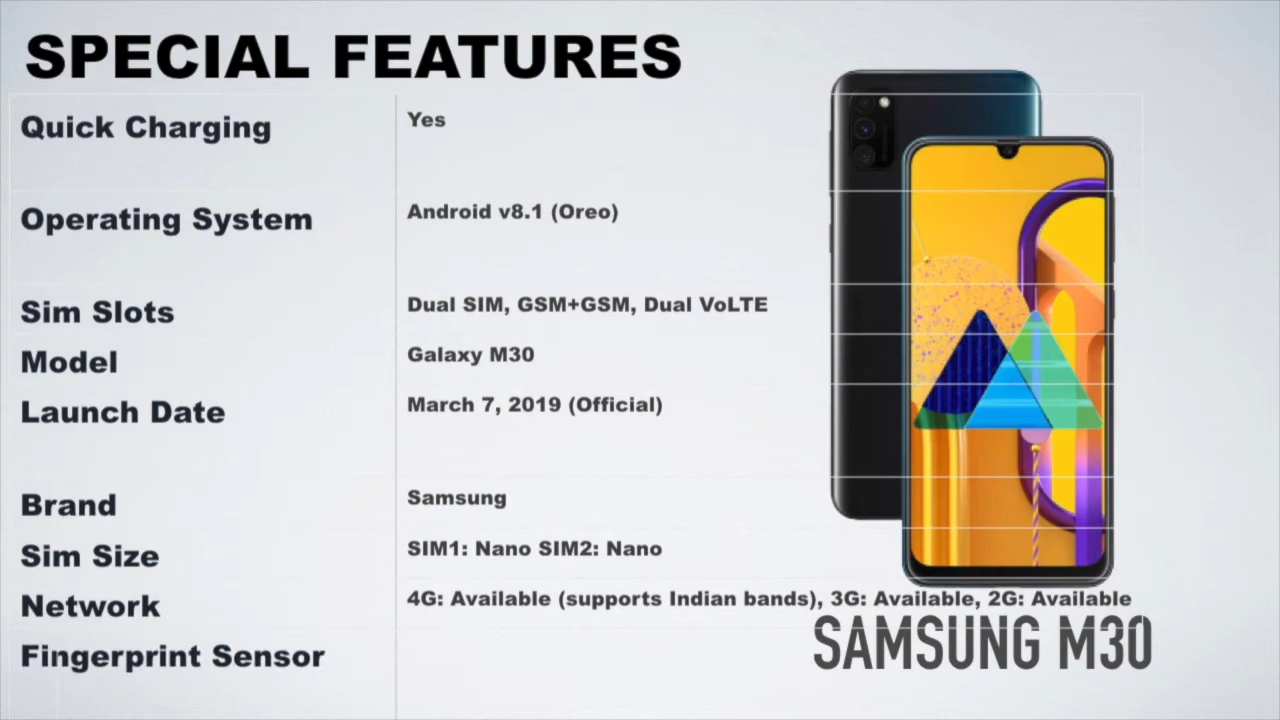 SPECIAL FEATURES
Quick Charging Yes
Operating System Android v8.1 (Oreo)
Sim Slots Dual SIM, GSM+GSM, Dual VoLTE
Model Galaxy M30
Launch Date March 7, 2019 (Official)
Brand Samsung
Sim Size SIM1: Nano SIM2: Nano
Network 4G: Available (supports Indian bands), 3G: Available, 2G: Available
Fingerprint Sensor
SAMSUNG M30